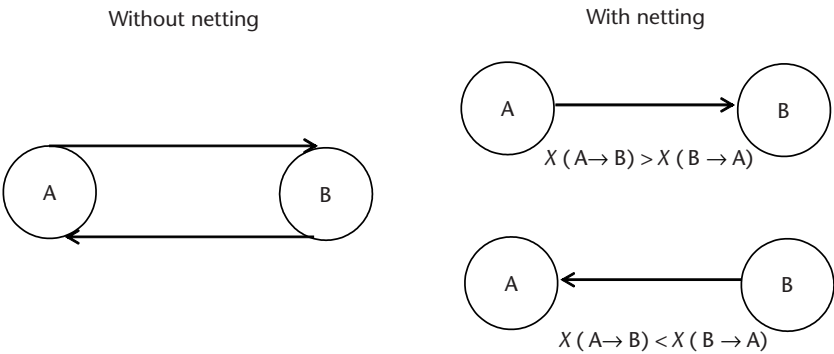 Without netting
A
B
With netting
A
B
X ( A→ B) > X ( B → A)
A
B
X ( A→ B) < X ( B → A)